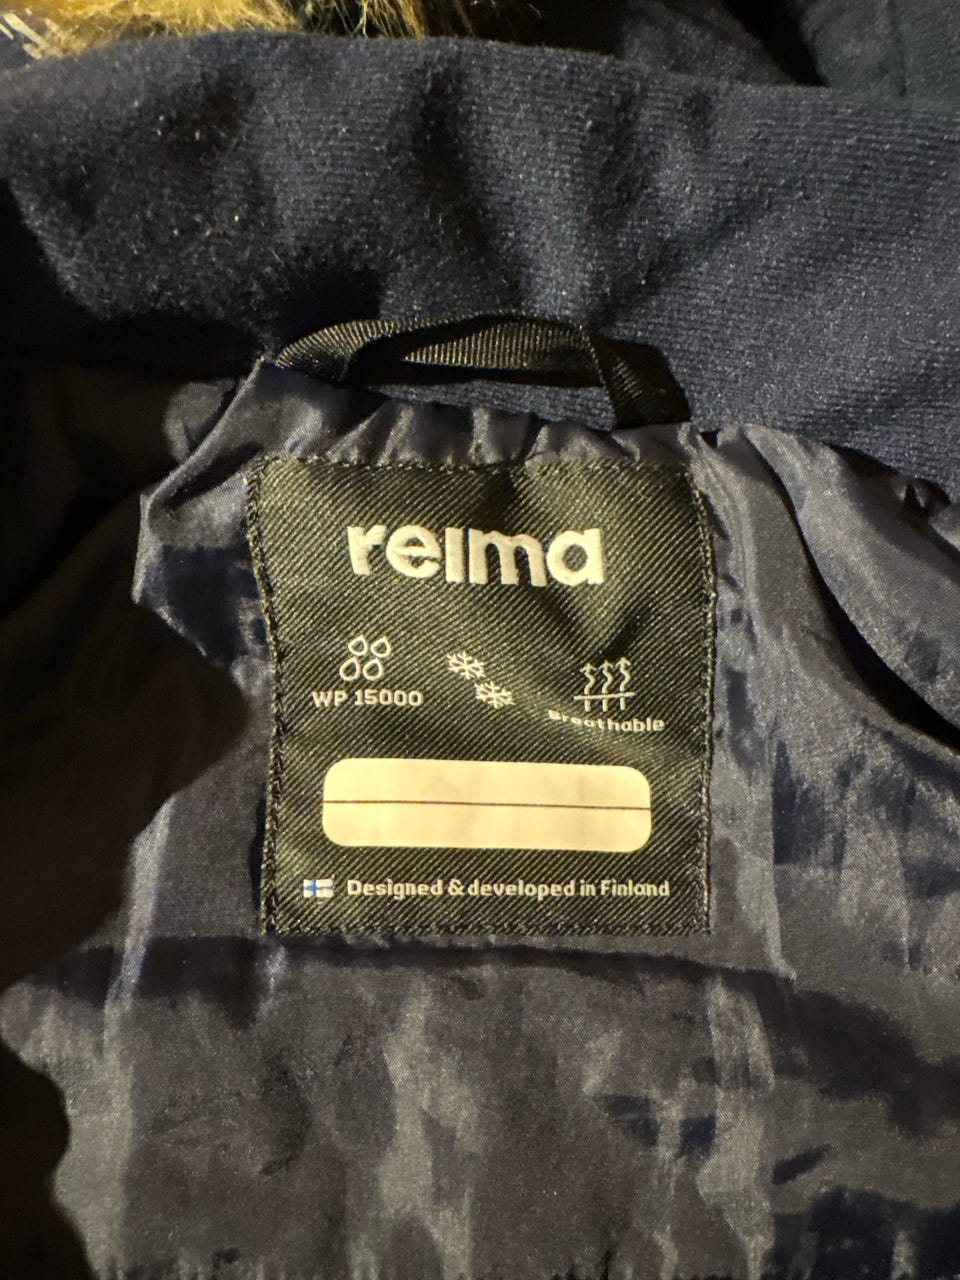 reima
WP 15000
Breathable
Designed & developed in Finland